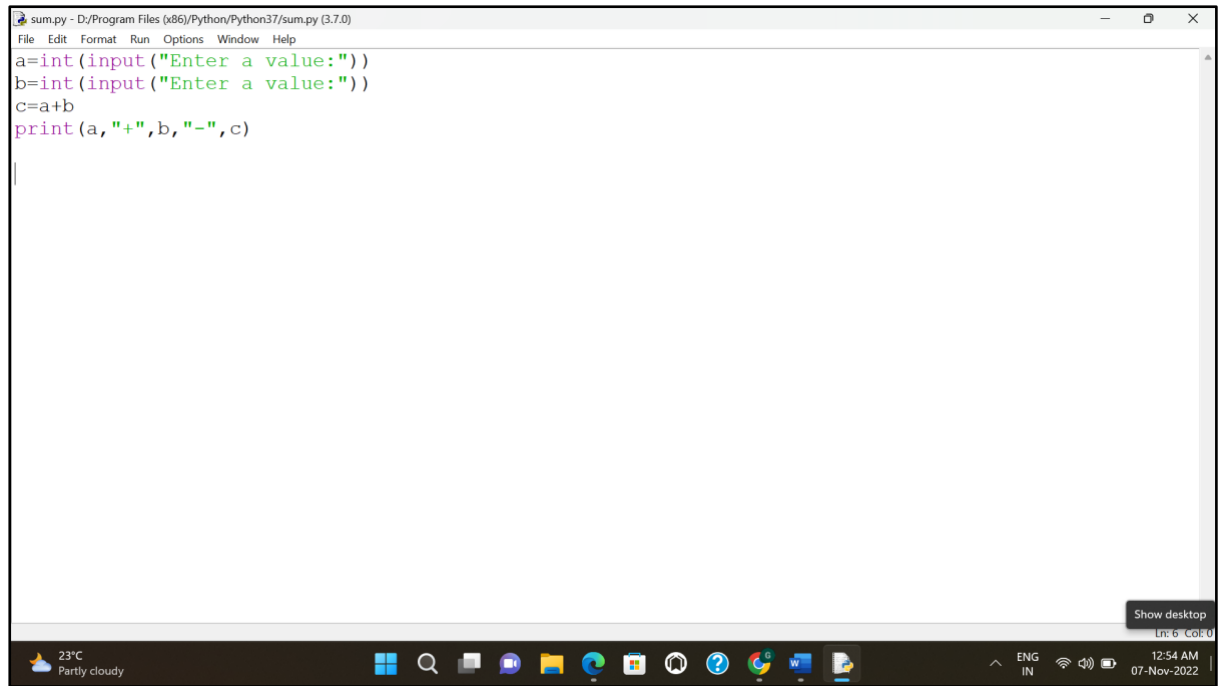 sum.py - D:/Program Files (x86)/Python/Python37/sum.py (3.7.0)
File Edit Format Run Options Window Help
a=int(input("Enter a value:"))
b=int(input("Enter a value:"))
c=a+b
print(a,"+",b,"-",c)
Show desktop
Ln: 6 Col: 0
23°C
Partly cloudy
ENG
IN
12:54 AM
07-Nov-2022